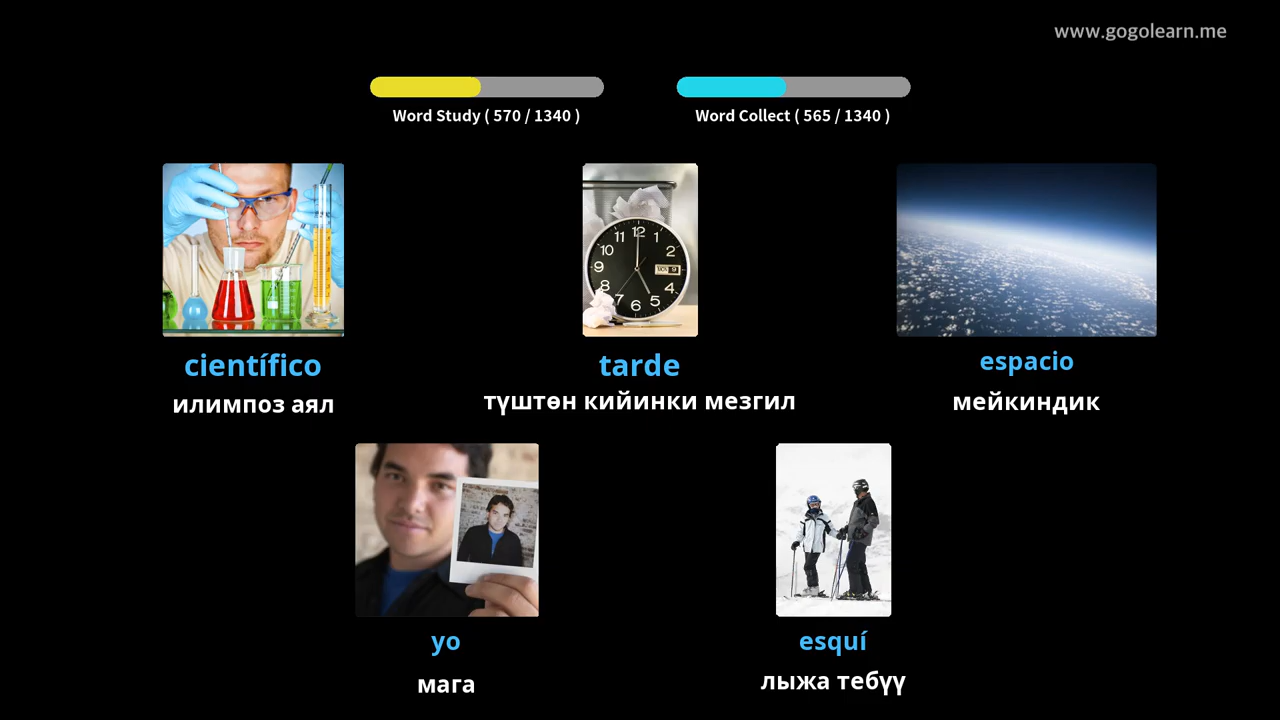 www.gogolearn.me
Word Study ( 570 / 1340 )
Word Collect ( 565 / 1340 )
científico
илимпоз аял
tarde
түштөн кийинки мезгил
espacio
мейкиндик
yo
мага
esquí
лыжа тебүү